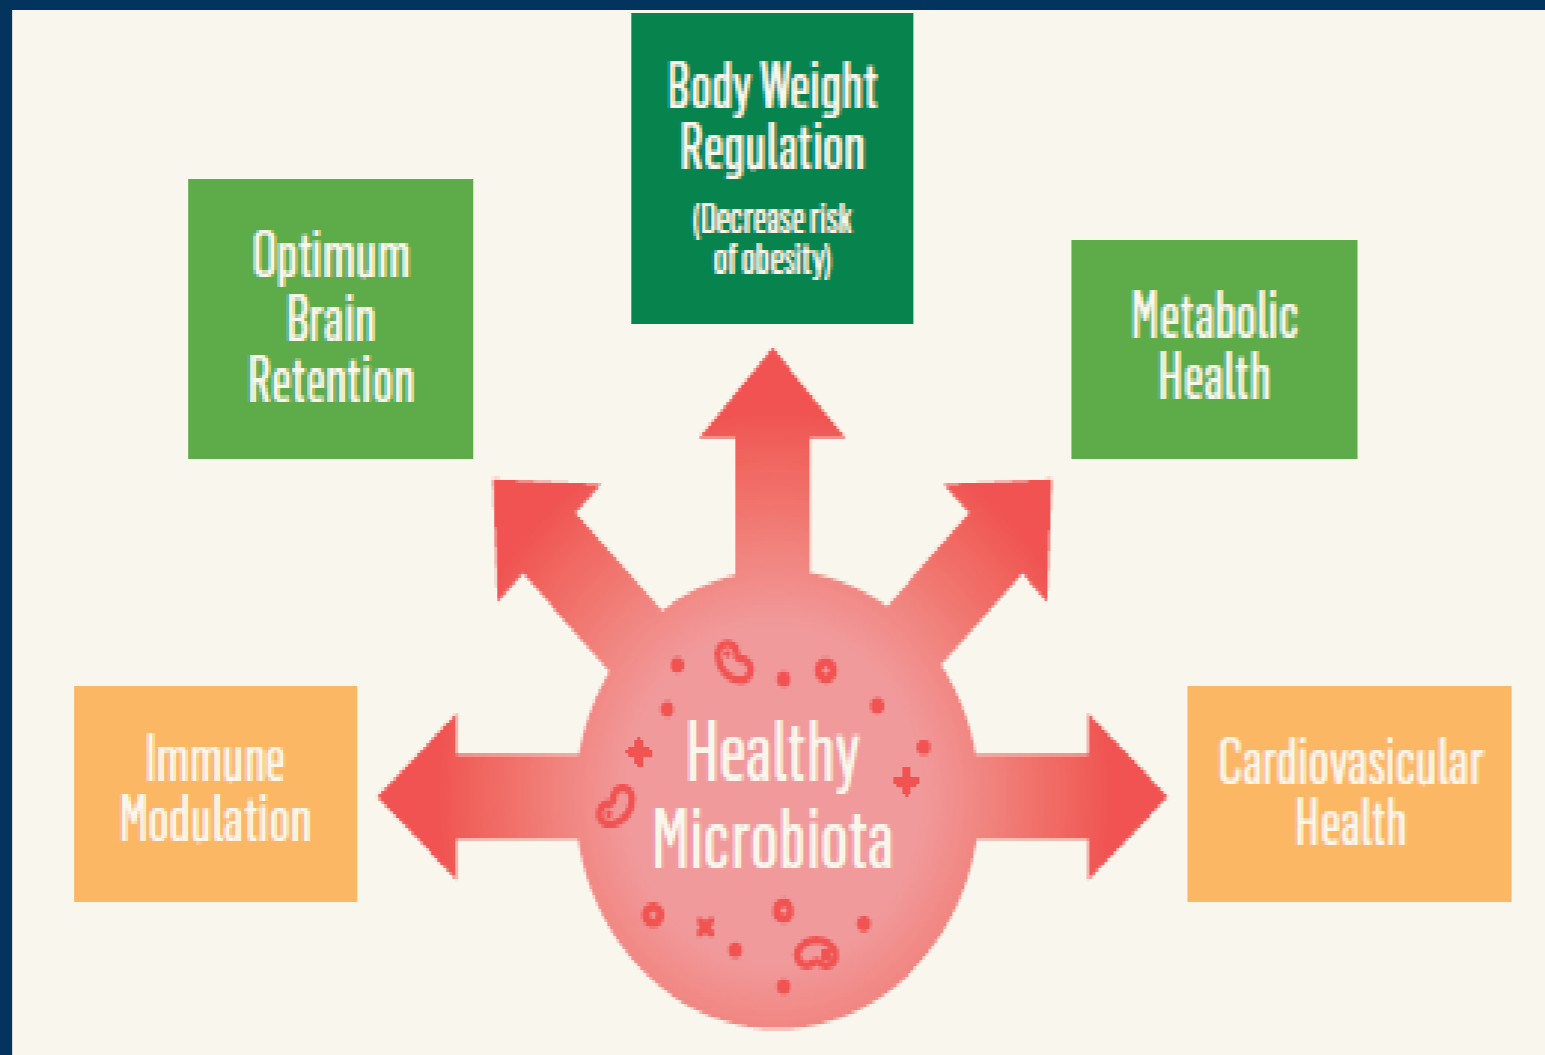 Body Weight
Regulation
(Decrease risk
of obesity)
Optimum
Brain
Retention
Metabolic
Health
Immune
Modulation
Healthy
Microbiota
Cardiovasicular
Health